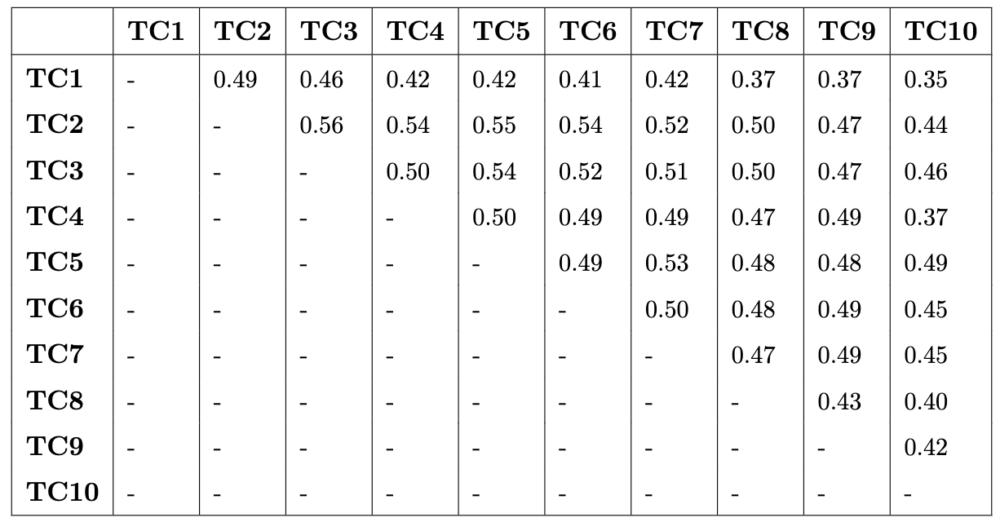 TC1 TC2 TC3 TC4 TC5 TC6 TC7 TC8 TC9 TC10
TC1 - 0.49 0.46 0.42 0.42 0.41 0.42 0.37 0.37 0.35
TC2 - - 0.56 0.54 0.55 0.54 0.52 0.50 0.47 0.44
TC3 - - - 0.50 0.54 0.52 0.51 0.50 0.47 0.46
TC4 - - - - 0.50 0.49 0.49 0.47 0.49 0.37
TC5 - - - - - 0.49 0.53 0.48 0.48 0.49
TC6 - - - - - - 0.50 0.48 0.49 0.45
TC7 - - - - - - - 0.47 0.49 0.45
TC8 - - - - - - - - 0.43 0.40
TC9 - - - - - - - - - 0.42
TC10 - - - - - - - - - -